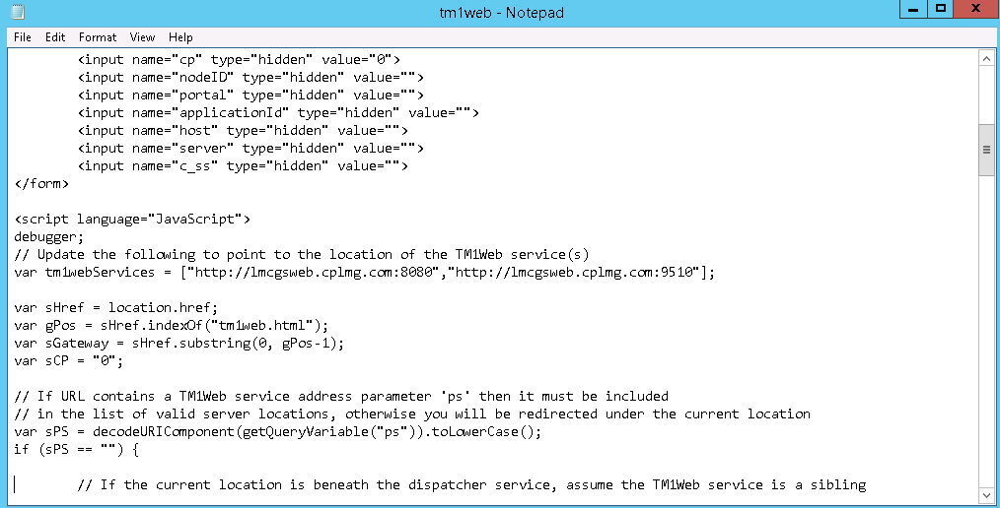 tm1web - Notepad
File Edit Format View Help
<input name="cp" type="hidden" value="0">
<input name="nodeID" type="hidden" value="">
<input name="portal" type="hidden" value="">
<input name="applicationId" type="hidden" value="">
<input name="host" type="hidden" value="">
<input name="server" type="hidden" value="">
<input name="c_ss" type="hidden" value="">
</form>
<script language="JavaScript">
debugger;
// Update the following to point to the location of the TM1Web service(s)
var tm1webServices = ["http://lmcgsweb.cplmg.com:8080","http://lmcgsweb.cplmg.com:9510"];
var sHref = location.href;
var gPos = sHref.indexOf("tm1web.html");
var sGateway = sHref.substring(0, gPos-1);
var sCP = "0";
// If URL contains a TM1Web service address parameter 'ps' then it must be included
// in the list of valid server locations, otherwise you will be redirected under the current location
var sPS = decodeURIComponent(getQueryVariable("ps")).toLowerCase();
if (sPS == "") {
// If the current location is beneath the dispatcher service, assume the TM1Web service is a sibling